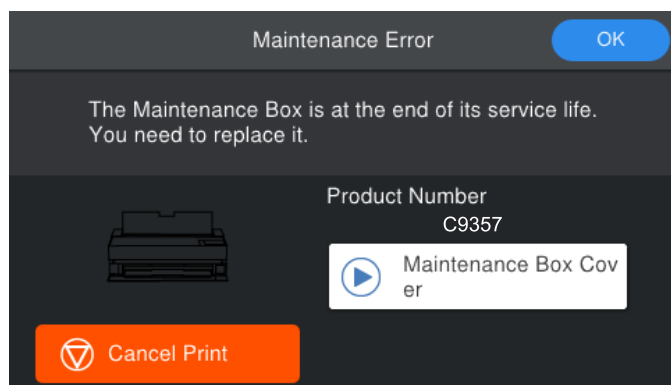 Maintenance Error
OK
The Maintenance Box is at the end of its service life.
You need to replace it.
Product Number
C9357
Maintenance Box Cov
er
Cancel Print